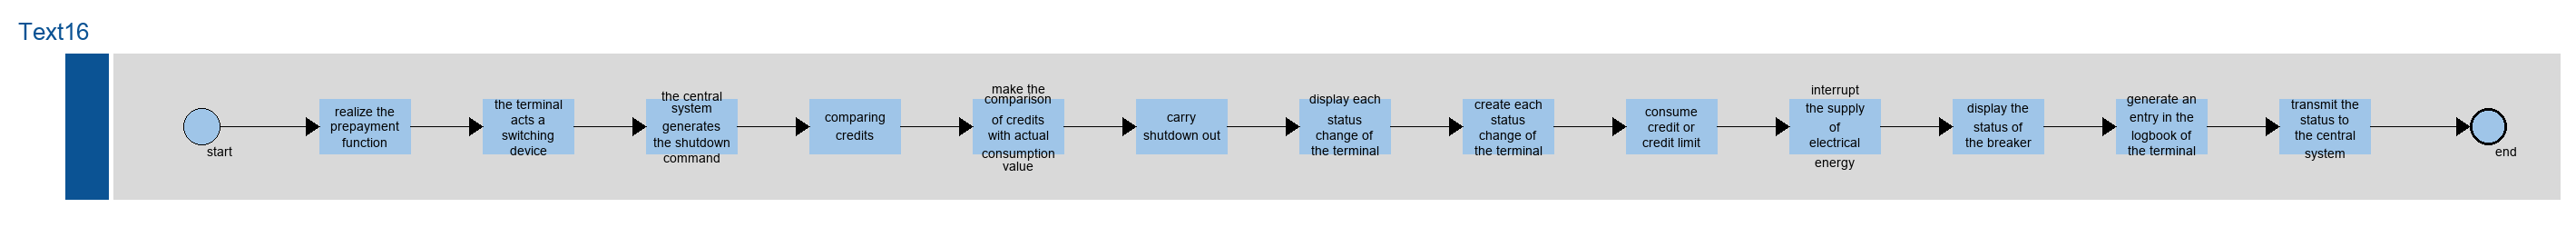 Text16
start
realize the
prepayment
function
the terminal
acts a
switching
device
the central
system
generates
the shutdown
command
comparing
credits
make the
comparison
of credits
with actual
consumption
value
carry
shutdown out
display each
status
change of
the terminal
create each
status
change of
the terminal
consume
credit or
credit limit
interrupt
the supply
of
electrical
energy
display the
status of
the breaker
generate an
entry in the
logbook of
the terminal
transmit the
status to
the central
system
end